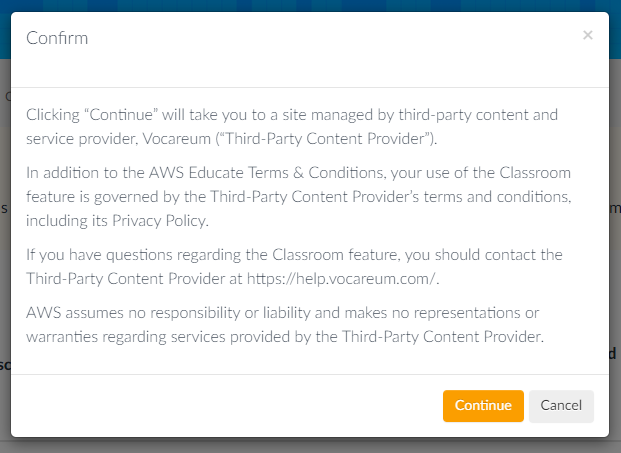 Confirm
×
Clicking “Continue” will take you to a site managed by third-party content and
service provider, Vocareum (“Third-Party Content Provider”).
In addition to the AWS Educate Terms & Conditions, your use of the Classroom
feature is governed by the Third-Party Content Provider’s terms and conditions,
including its Privacy Policy.
If you have questions regarding the Classroom feature, you should contact the
Third-Party Content Provider at https://help.vocareum.com/.
AWS assumes no responsibility or liability and makes no representations or
warranties regarding services provided by the Third-Party Content Provider.
Continue Cancel